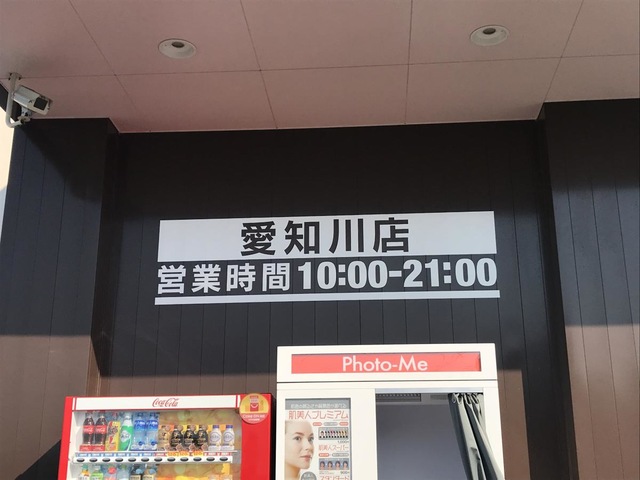 愛知川店
営業時間10:00-21:00
Photo-Me
Coca-Cola
肌美人プレミアム